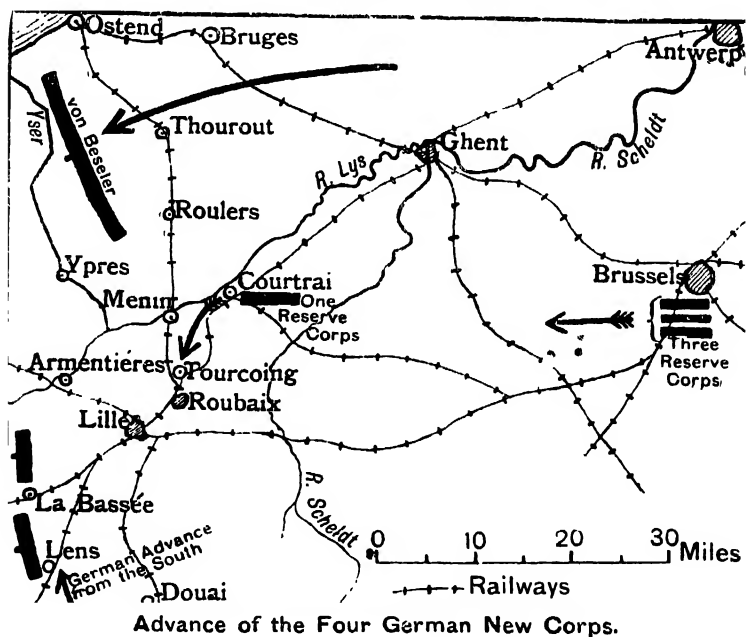 Ostend
Bruges
Antwerp
Yser
von Beseler
Thourout
Ghent
R. Lys
R. Scheldt
Roulers
Ypres
Courtrai
Brussels
Menin
One
Reserve
Corps
Three
Reserve
Corps
Armentières
Tourcoing
Roubaix
Lille
La Bassée
R. Scheldt
Lens
German Advance
from the South
Douai
0 10 20 30 Miles
Railways
Advance of the Four German New Corps.